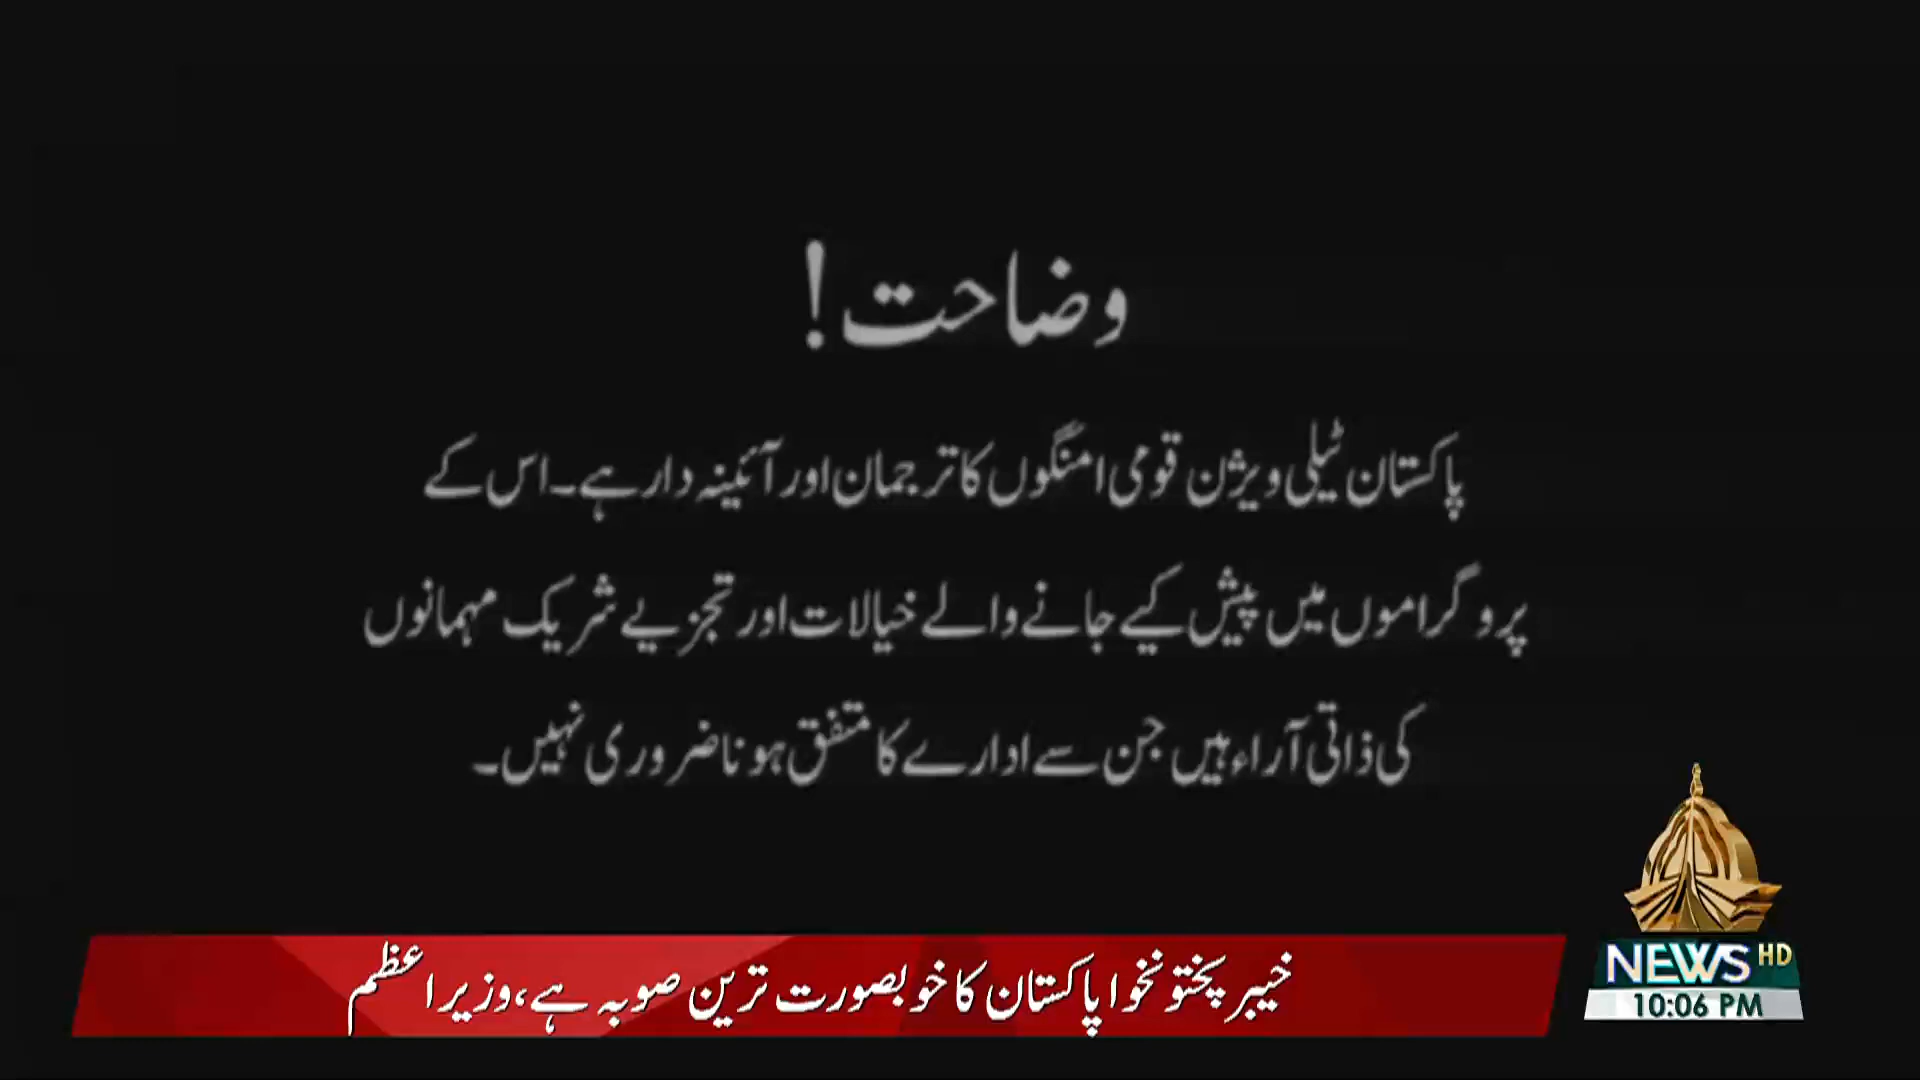 وضاحت!
پاکستان ٹیلی ویژن قومی امنگوں کا ترجمان اور آئینہ دار ہے۔ اس کے
پروگراموں میں پیش کیے جانے والے خیالات اور تجزیے شریک مہمانوں
کی ذاتی آراء ہیں جن سے ادارے کا متفق ہونا ضروری نہیں۔
خیبر پختونخوا پاکستان کا خوبصورت ترین صوبہ ہے، وزیراعظم
NEWS HD
10:06 PM